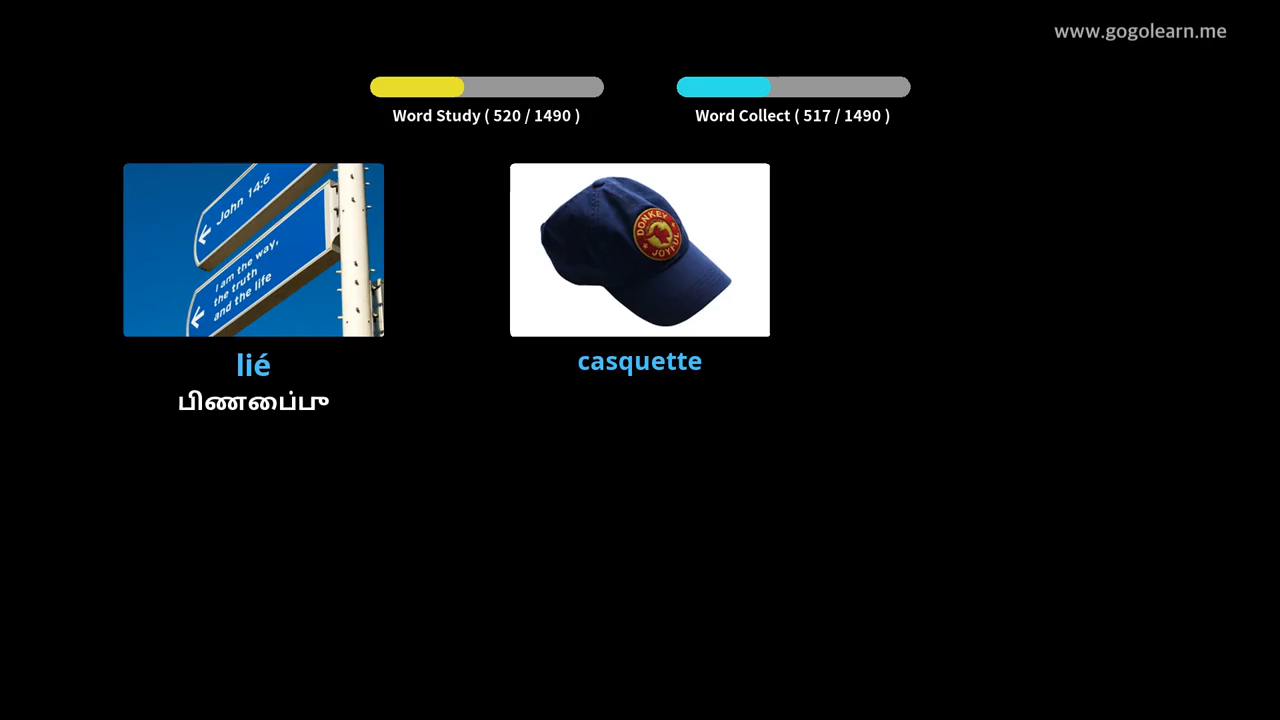 www.gogolearn.me
Word Study ( 520 / 1490 )
Word Collect ( 517 / 1490 )
John 14:6
I am the way,
the truth
and the life
DONKEY
JOYFUL
lié
casquette
பிணைப்பு